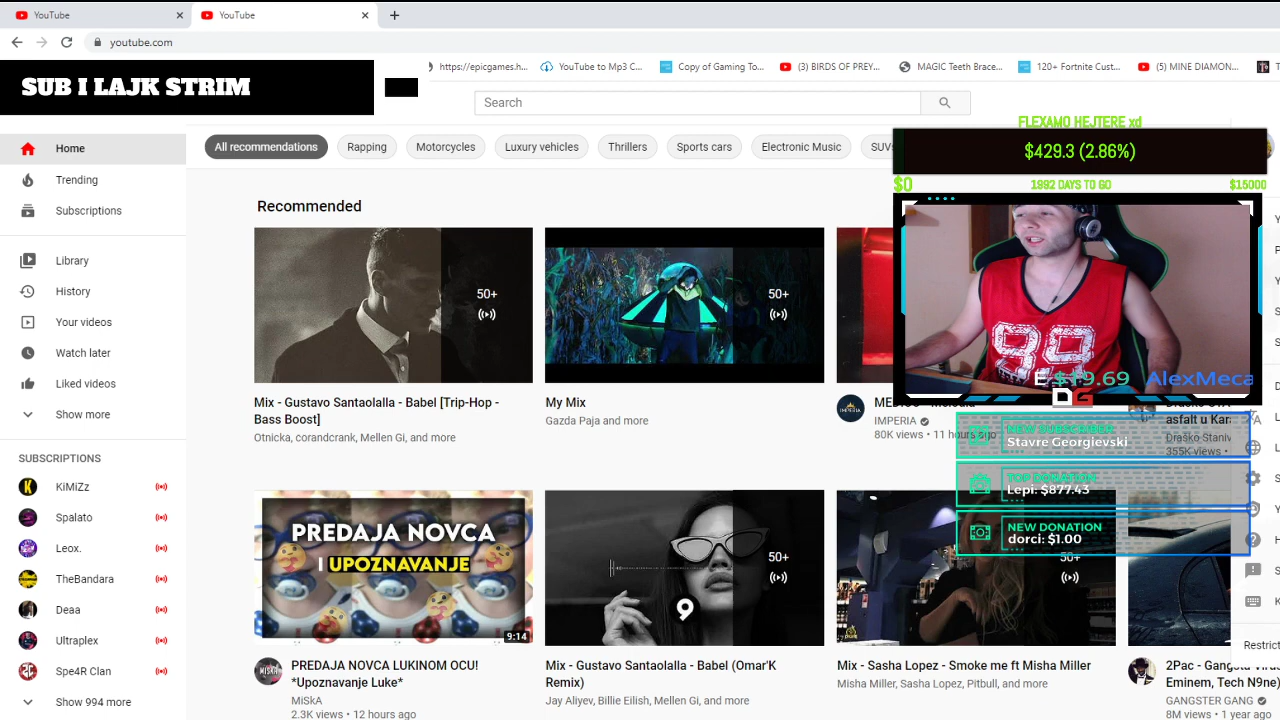 YouTube
YouTube
youtube.com
https://epicgames.h...
YouTube to Mp3 C...
Copy of Gaming To...
(3) BIRDS OF PREY...
MAGIC Teeth Brace...
120+ Fortnite Cust...
(5) MINE DIAMON...
SUB I LAJK STRIM
Search
FLEXAMO HEJTERE xd
$429.3 (2.86%)
$0
1992 DAYS TO GO
$15000
All recommendations
Rapping
Motorcycles
Luxury vehicles
Thrillers
Sports cars
Electronic Music
SUVs
Home
Trending
Subscriptions
Library
History
Your videos
Watch later
Liked videos
Show more
SUBSCRIPTIONS
KiMiZz
Spalato
Leox.
TheBandara
Deaa
Ultraplex
Spe4R Clan
Show 994 more
Recommended
50+
Mix - Gustavo Santaolalla - Babel [Trip-Hop -
Bass Boost]
Otnicka, corandcrank, Mellen Gi, and more
50+
My Mix
Gazda Paja and more
IMPERIA
80K views • 11 hours ago
E $19.69 AlexMeca
DG
asfalt u Kar
Draško Staniv
355K views •
NEW SUBSCRIBER
Stavre Georgievski
TOP DONATION
Lepi: $877.43
NEW DONATION
dorci: $1.00
PREDAJA NOVCA
I UPOZNAVANJE
9:14
PREDAJA NOVCA LUKINOM OCU!
*Upoznavanje Luke*
MiSkA
2.3K views • 12 hours ago
50+
Mix - Gustavo Santaolalla - Babel (Omar'K
Remix)
Jay Aliyev, Billie Eilish, Mellen Gi, and more
50+
Mix - Sasha Lopez - Smoke me ft Misha Miller
Misha Miller, Sasha Lopez, Pitbull, and more
2Pac - Gangsta
Eminem, Tech N9ne)
GANGSTER GANG
8M views • 1 year ago
Restrict